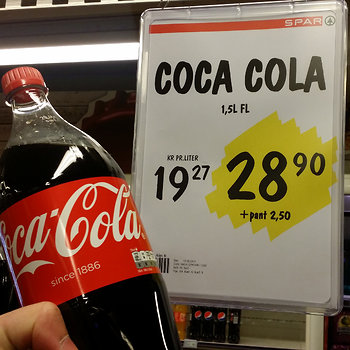 SPAR
COCA COLA
1,5L FL
KR PR.LITER
19 27
28 90
+ pant 2,50
Coca-Cola
since 1886